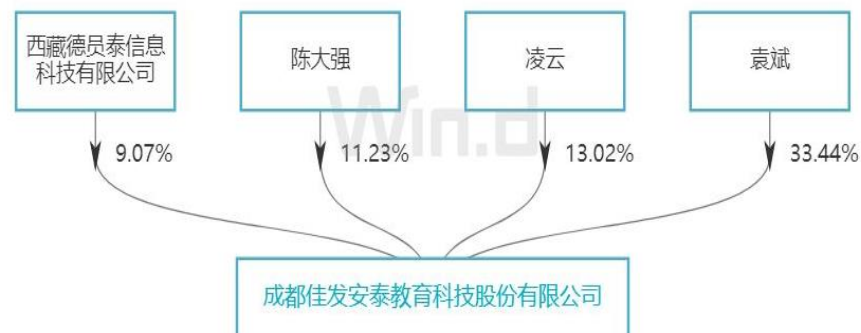 西藏德员泰信息
科技有限公司
陈大强
凌云
袁斌
Win.d
9.07%
11.23%
13.02%
33.44%
成都佳发安泰教育科技股份有限公司